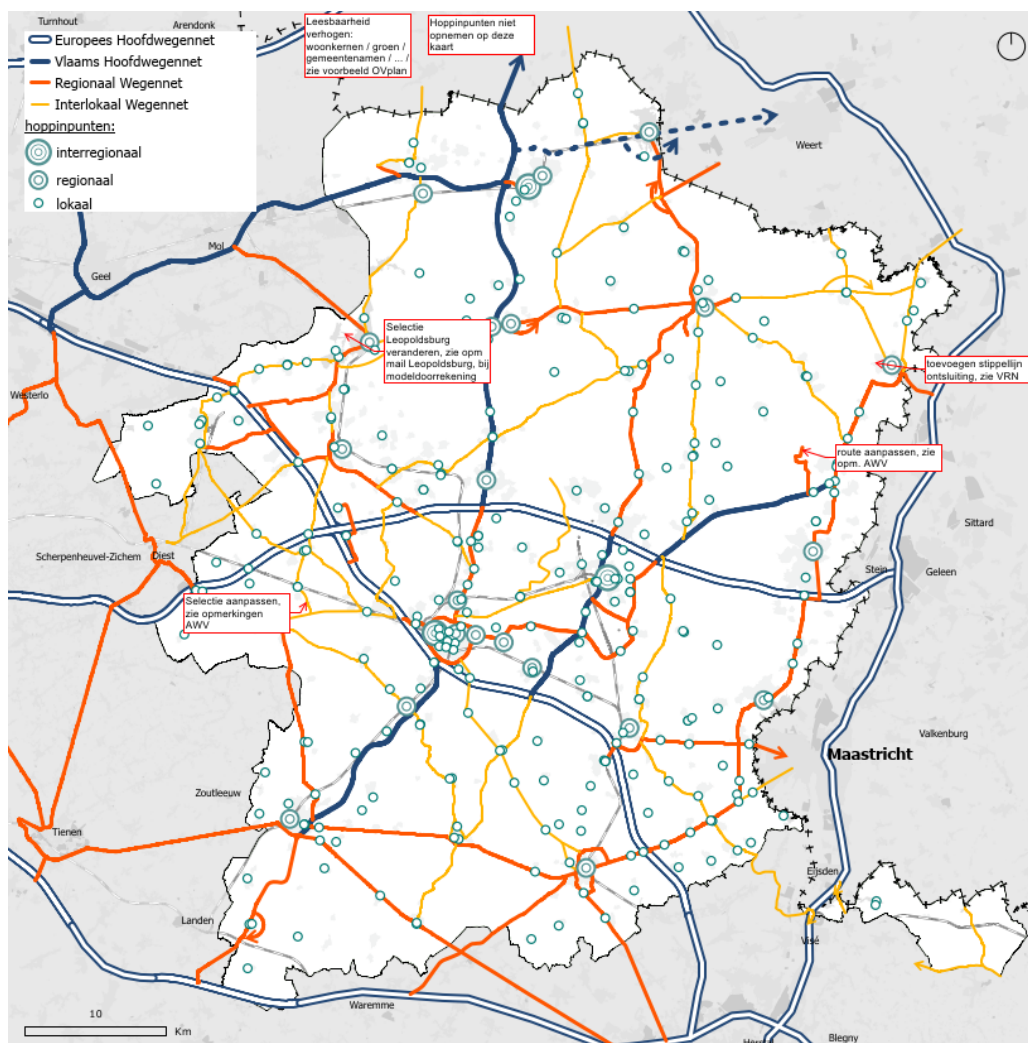 Turnhout
Arendonk
Europees Hoofdwegennet
Vlaams Hoofdwegennet
Regionaal Wegennet
Interlokaal Wegennet
hoppinpunten:
interregionaal
regionaal
lokaal
Leesbaarheid
verhogen:
woonkernen / groen /
gemeentenamen / ... /
zie voorbeeld OVplan
Hoppinpunten niet
opnemen op deze
kaart
Weert
Mol
Geel
Selectie
Leopoldsburg
veranderen, zie opm
mail Leopoldsburg, bij
modeldoorrekening
toevoegen stippellijn
ontsluiting, zie VRN
Westerlo
route aanpassen, zie
opm. AWV
Sittard
Scherpenheuvel-Zichem
Diest
Stein
Geleen
Selectie aanpassen,
zie opmerkingen
AWV
Valkenburg
Maastricht
Zoutleeuw
Tienen
Eijsden
Landen
Visé
Waremme
10
Km
Blegny